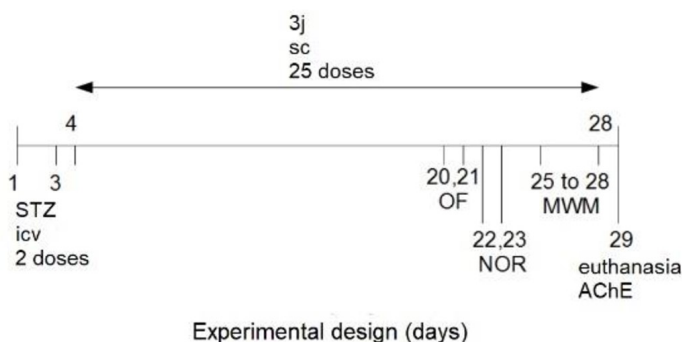 3j
sc
25 doses
4
28
1
3
STZ
icv
2 doses
20,21
OF
22,23
NOR
25 to 28
MWM
29
euthanasia
AChE
Experimental design (days)